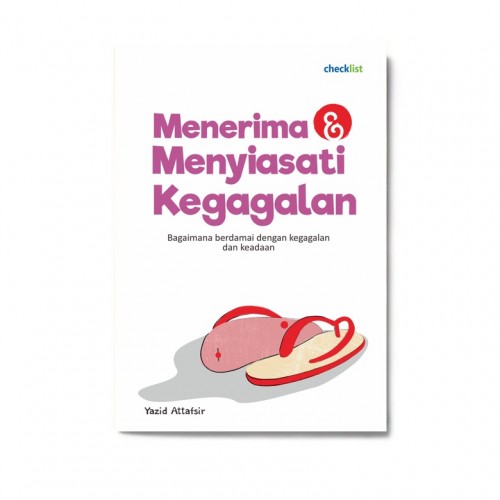 checklist
Menerima &
Menyiasati
Kegagalan
Bagaimana berdamai dengan kegagalan
dan keadaan
Yazid Attafsir